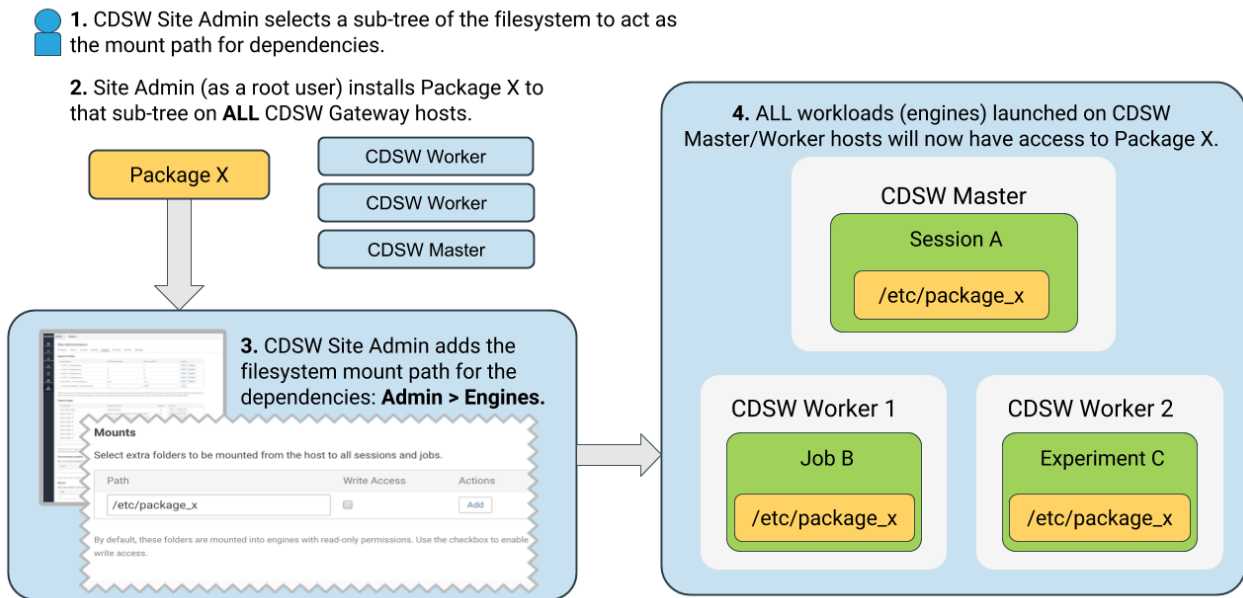 1. CDSW Site Admin selects a sub-tree of the filesystem to act as
the mount path for dependencies.
2. Site Admin (as a root user) installs Package X to
that sub-tree on ALL CDSW Gateway hosts.
Package X
CDSW Worker
CDSW Worker
CDSW Master
3. CDSW Site Admin adds the
filesystem mount path for the
dependencies: Admin > Engines.
Mounts
Select extra folders to be mounted from the host to all sessions and jobs.
Path Write Access Actions
/etc/package_x Add
By default, these folders are mounted into engines with read-only permissions. Use the checkbox to enable
write access.
4. ALL workloads (engines) launched on CDSW
Master/Worker hosts will now have access to Package X.
CDSW Master
Session A
/etc/package_x
CDSW Worker 1
Job B
/etc/package_x
CDSW Worker 2
Experiment C
/etc/package_x